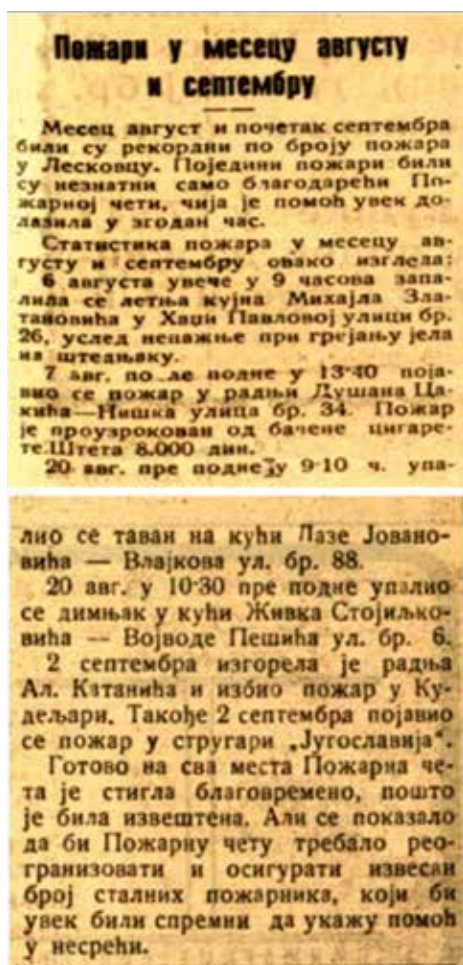 Пожари у месецу августу
и септембру
Месец август и почетак септембра
били су рекордни по броју пожара
у Лесковцу. Поједини пожари били
су незнатни само благодарећи По-
жарној чети, чија је помоћ увек до-
лазила у згодан час.
Статистика пожара у месецу ав-
густу и септембру овако изгледа:
6 августа увече у 9 часова запа-
лила се летња кујна Михајла Зла-
тановића у Хаџи Павловој улици бр.
26, услед непажње при грејању јела
на штедњаку.
7 авг. по ле подне у 13·40 поја-
вио се пожар у радњи Душана Ца-
кића—Нишка улица бр. 34. Пожар
је проузрокован од бачене цигаре-
те.Штета 8.000 дин.
20 авг. пре подне у 9·10 ч. упа-
лио се таван на кући Лазе Јовано-
вића — Влајкова ул. бр. 88.
20 авг. у 10·30 пре подне упалио
се димњак у кући Живка Стојиљко-
вића — Војводе Пешића ул. бр. 6.
2 септембра изгорела је радња
Ал. Катанића и избио пожар у Ку-
дељари. Такође 2 септембра појавио
се пожар у стругари „Југославија“.
Готово на сва места Пожарна че-
та је стигла благовремено, пошто
је била извештена. Али се показало
да би Пожарну чету требало рео-
гранизовати и осигурати известан
број сталних пожарника, који би
увек били спремни да укажу помоћ
у несрећи.